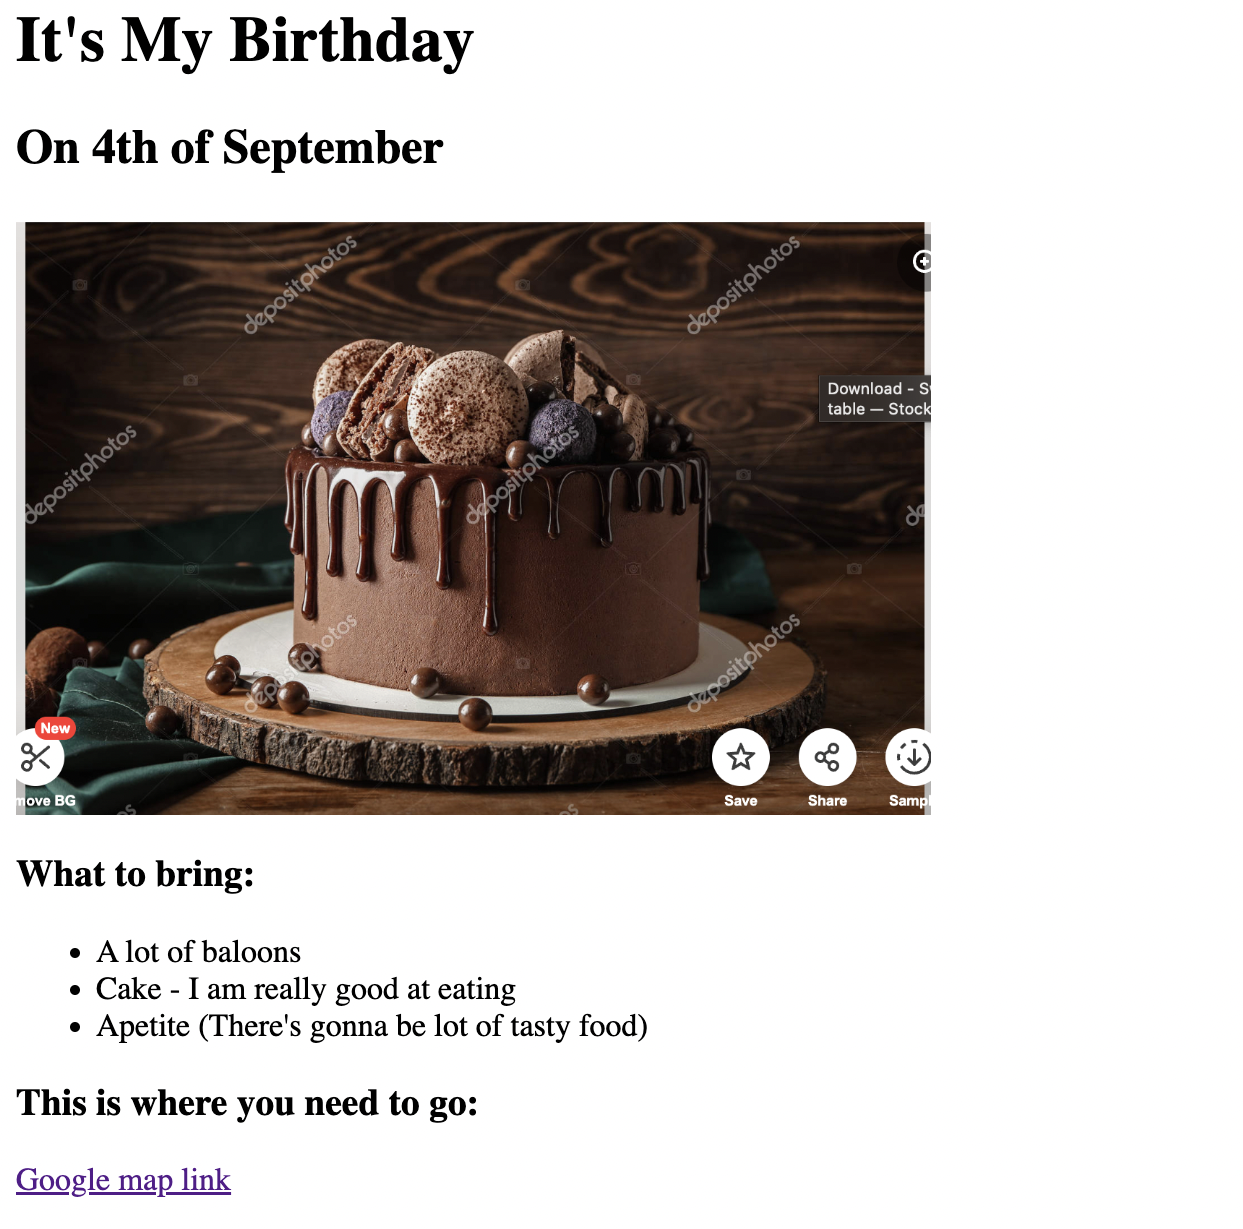 It's My Birthday
On 4th of September
depositphotos
depositphotos
Download - S
table — Stock
depositphotos
depositphotos
depositphotos
depositphotos
New
move BG
Save
Share
Sampl
What to bring:
A lot of baloons
Cake - I am really good at eating
Apetite (There's gonna be lot of tasty food)
This is where you need to go:
Google map link